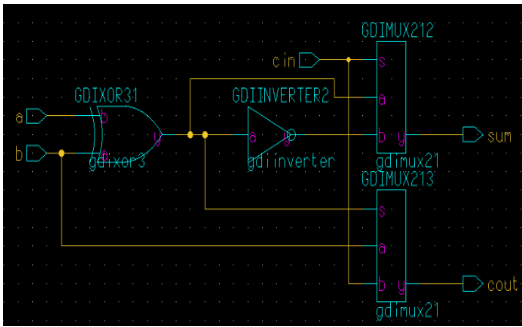 GDIMUX212
cin
s
GDIXOR31
GDIINVERTER2
a
a
b
y
a
y
b
y
sum
b
a
gdixor3
gdiinverter
gdimux21
GDIMUX213
s
a
b
y
cout
gdimux21